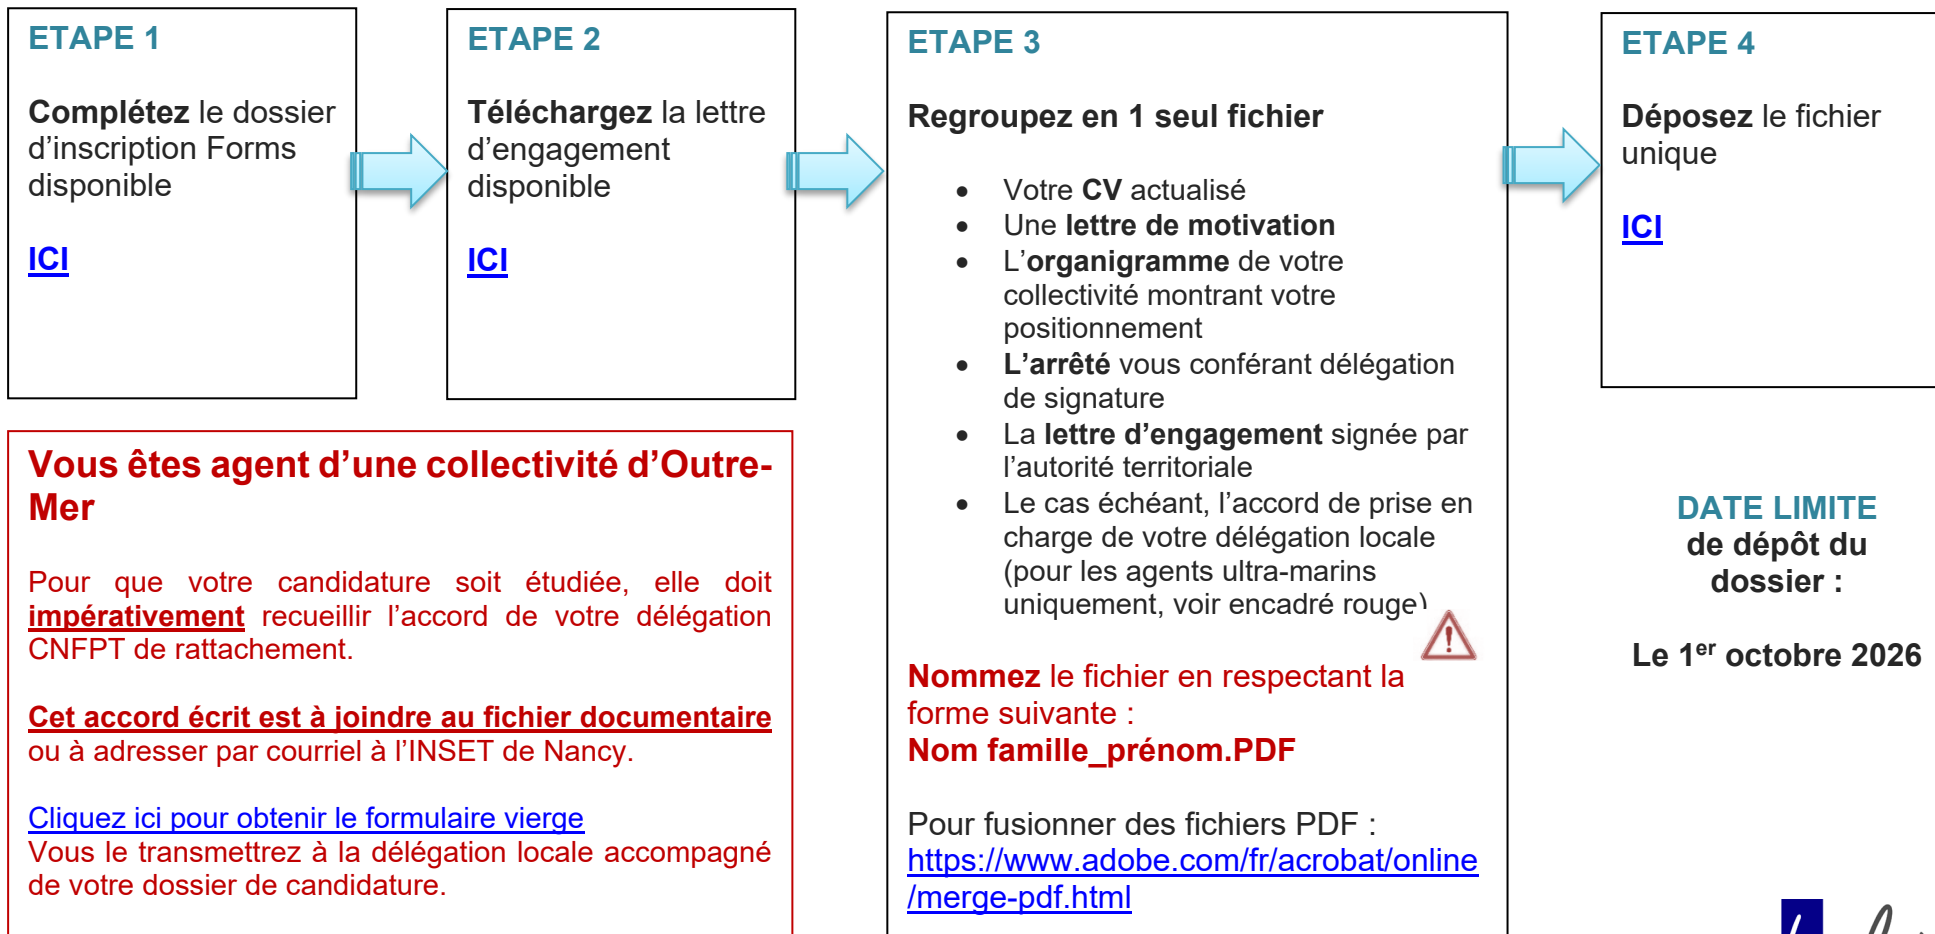 ETAPE 1
Complétez le dossier
d’inscription Forms
disponible
ICI
ETAPE 2
Téléchargez la lettre
d’engagement
disponible
ICI
ETAPE 3
Regroupez en 1 seul fichier
• Votre CV actualisé
• Une lettre de motivation
• L’organigramme de votre
collectivité montrant votre
positionnement
• L’arrêté vous conférant délégation
de signature
• La lettre d’engagement signée par
l’autorité territoriale
• Le cas échéant, l’accord de prise en
charge de votre délégation locale
(pour les agents ultra-marins
uniquement, voir encadré rouge)
Nommez le fichier en respectant la
forme suivante :
Nom famille_prénom.PDF
Pour fusionner des fichiers PDF :
https://www.adobe.com/fr/acrobat/online
/merge-pdf.html
ETAPE 4
Déposez le fichier
unique
ICI
DATE LIMITE
de dépôt du
dossier :
Le 1er octobre 2026
Vous êtes agent d’une collectivité d’Outre-
Mer
Pour que votre candidature soit étudiée, elle doit
impérativement recueillir l’accord de votre délégation
CNFPT de rattachement.
Cet accord écrit est à joindre au fichier documentaire
ou à adresser par courriel à l’INSET de Nancy.
Cliquez ici pour obtenir le formulaire vierge
Vous le transmettrez à la délégation locale accompagné
de votre dossier de candidature.